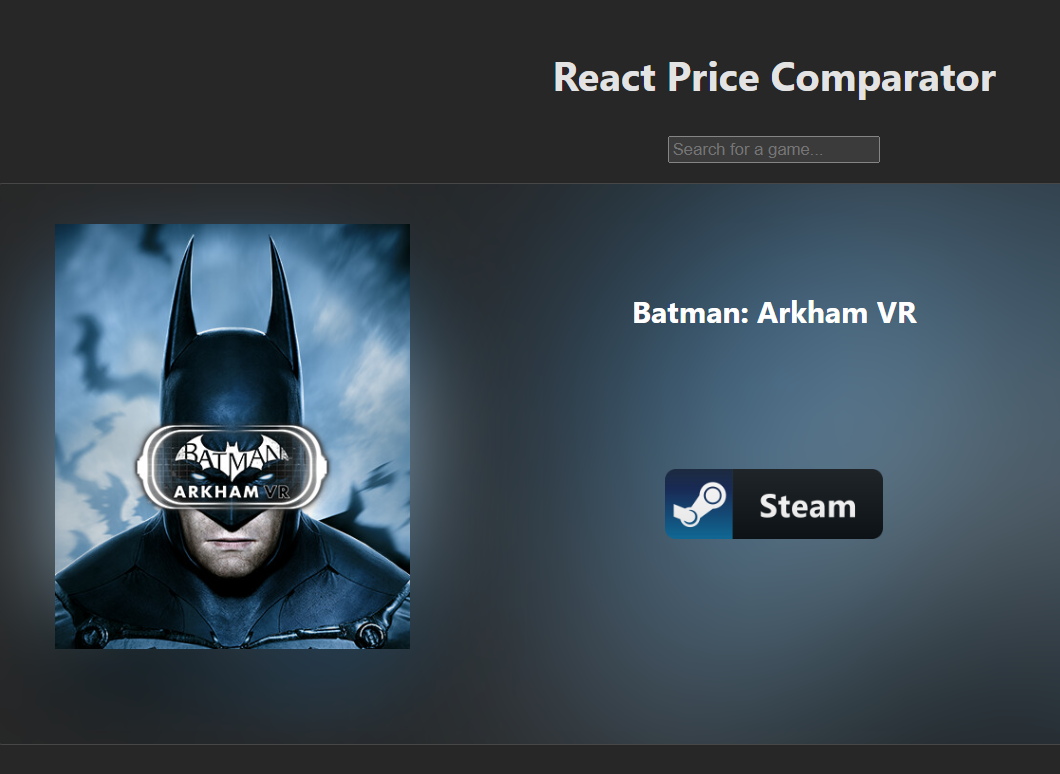 React Price Comparator
Search for a game...
Batman: Arkham VR
BATMAN
ARKHAM VR
Steam